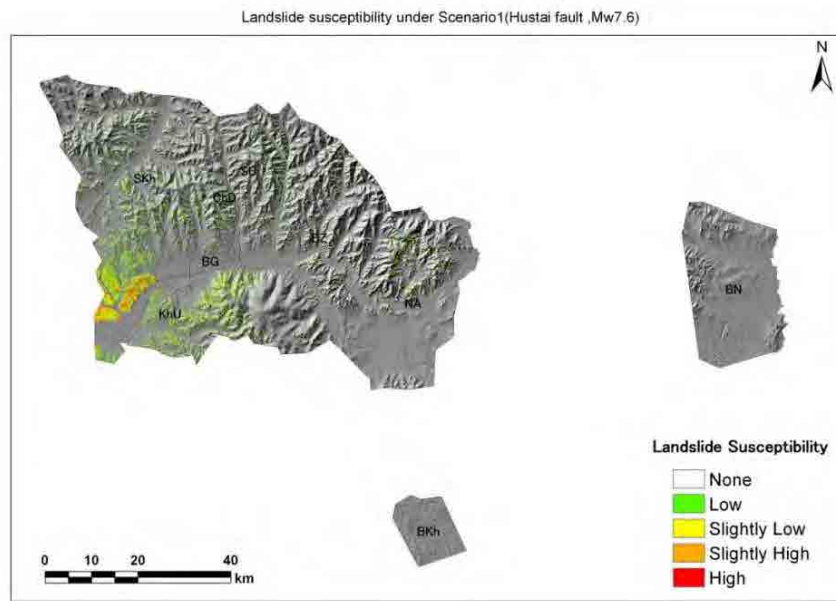 Landslide susceptibility under Scenario1(Hustai fault ,Mw7.6)
N
SKh
SB
ChD
BZ
BG
NA
KhU
BN
BKh
Landslide Susceptibility
None
Low
Slightly Low
Slightly High
High
0 10 20 40
km